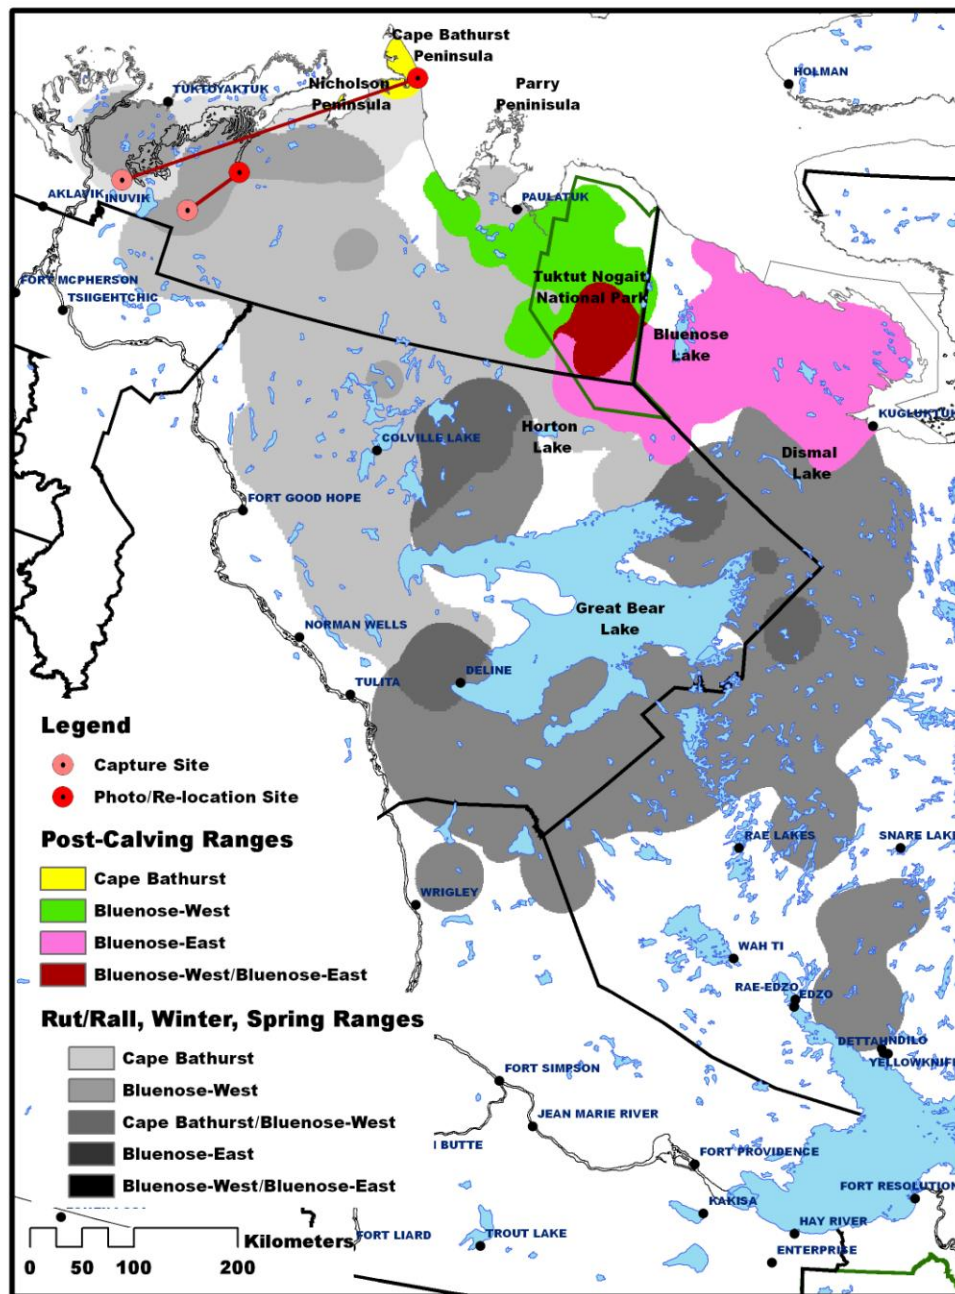 Cape Bathurst
Peninsula
HOLMAN
TUKTOYAKTUK
Nicholson
Peninsula
Parry
Peninisula
AKLAVIK
INUVIK
PAULATUK
FORT MCPHERSON
TSIIGEHTCHIC
Tuktut Nogait
National Park
Bluenose
Lake
KUGLUKTUK
Horton
Lake
COLVILLE LAKE
Dismal
Lake
FORT GOOD HOPE
Great Bear
Lake
NORMAN WELLS
DELINE
TULITA
Legend
Capture Site
Photo/Re-location Site
Post-Calving Ranges
Cape Bathurst
Bluenose-West
Bluenose-East
Bluenose-West/Bluenose-East
RAE LAKES
SNARE LAKE
WRIGLEY
WAH TI
RAE-EDZO
EDZO
Rut/Rall, Winter, Spring Ranges
Cape Bathurst
Bluenose-West
Cape Bathurst/Bluenose-West
Bluenose-East
Bluenose-West/Bluenose-East
DETTAH
NDILO
YELLOWKNIFE
FORT SIMPSON
JEAN MARIE RIVER
I BUTTE
FORT PROVIDENCE
FORT RESOLUTION
KAKISA
HAY RIVER
ENTERPRISE
FORT LIARD
TROUT LAKE
Kilometers
0 50 100 200